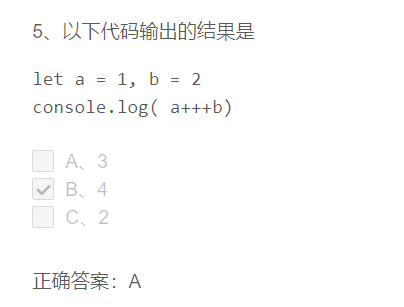 5、以下代码输出的结果是
let a = 1, b = 2
console.log( a+++b)
A、3
B、4
C、2
正确答案：A